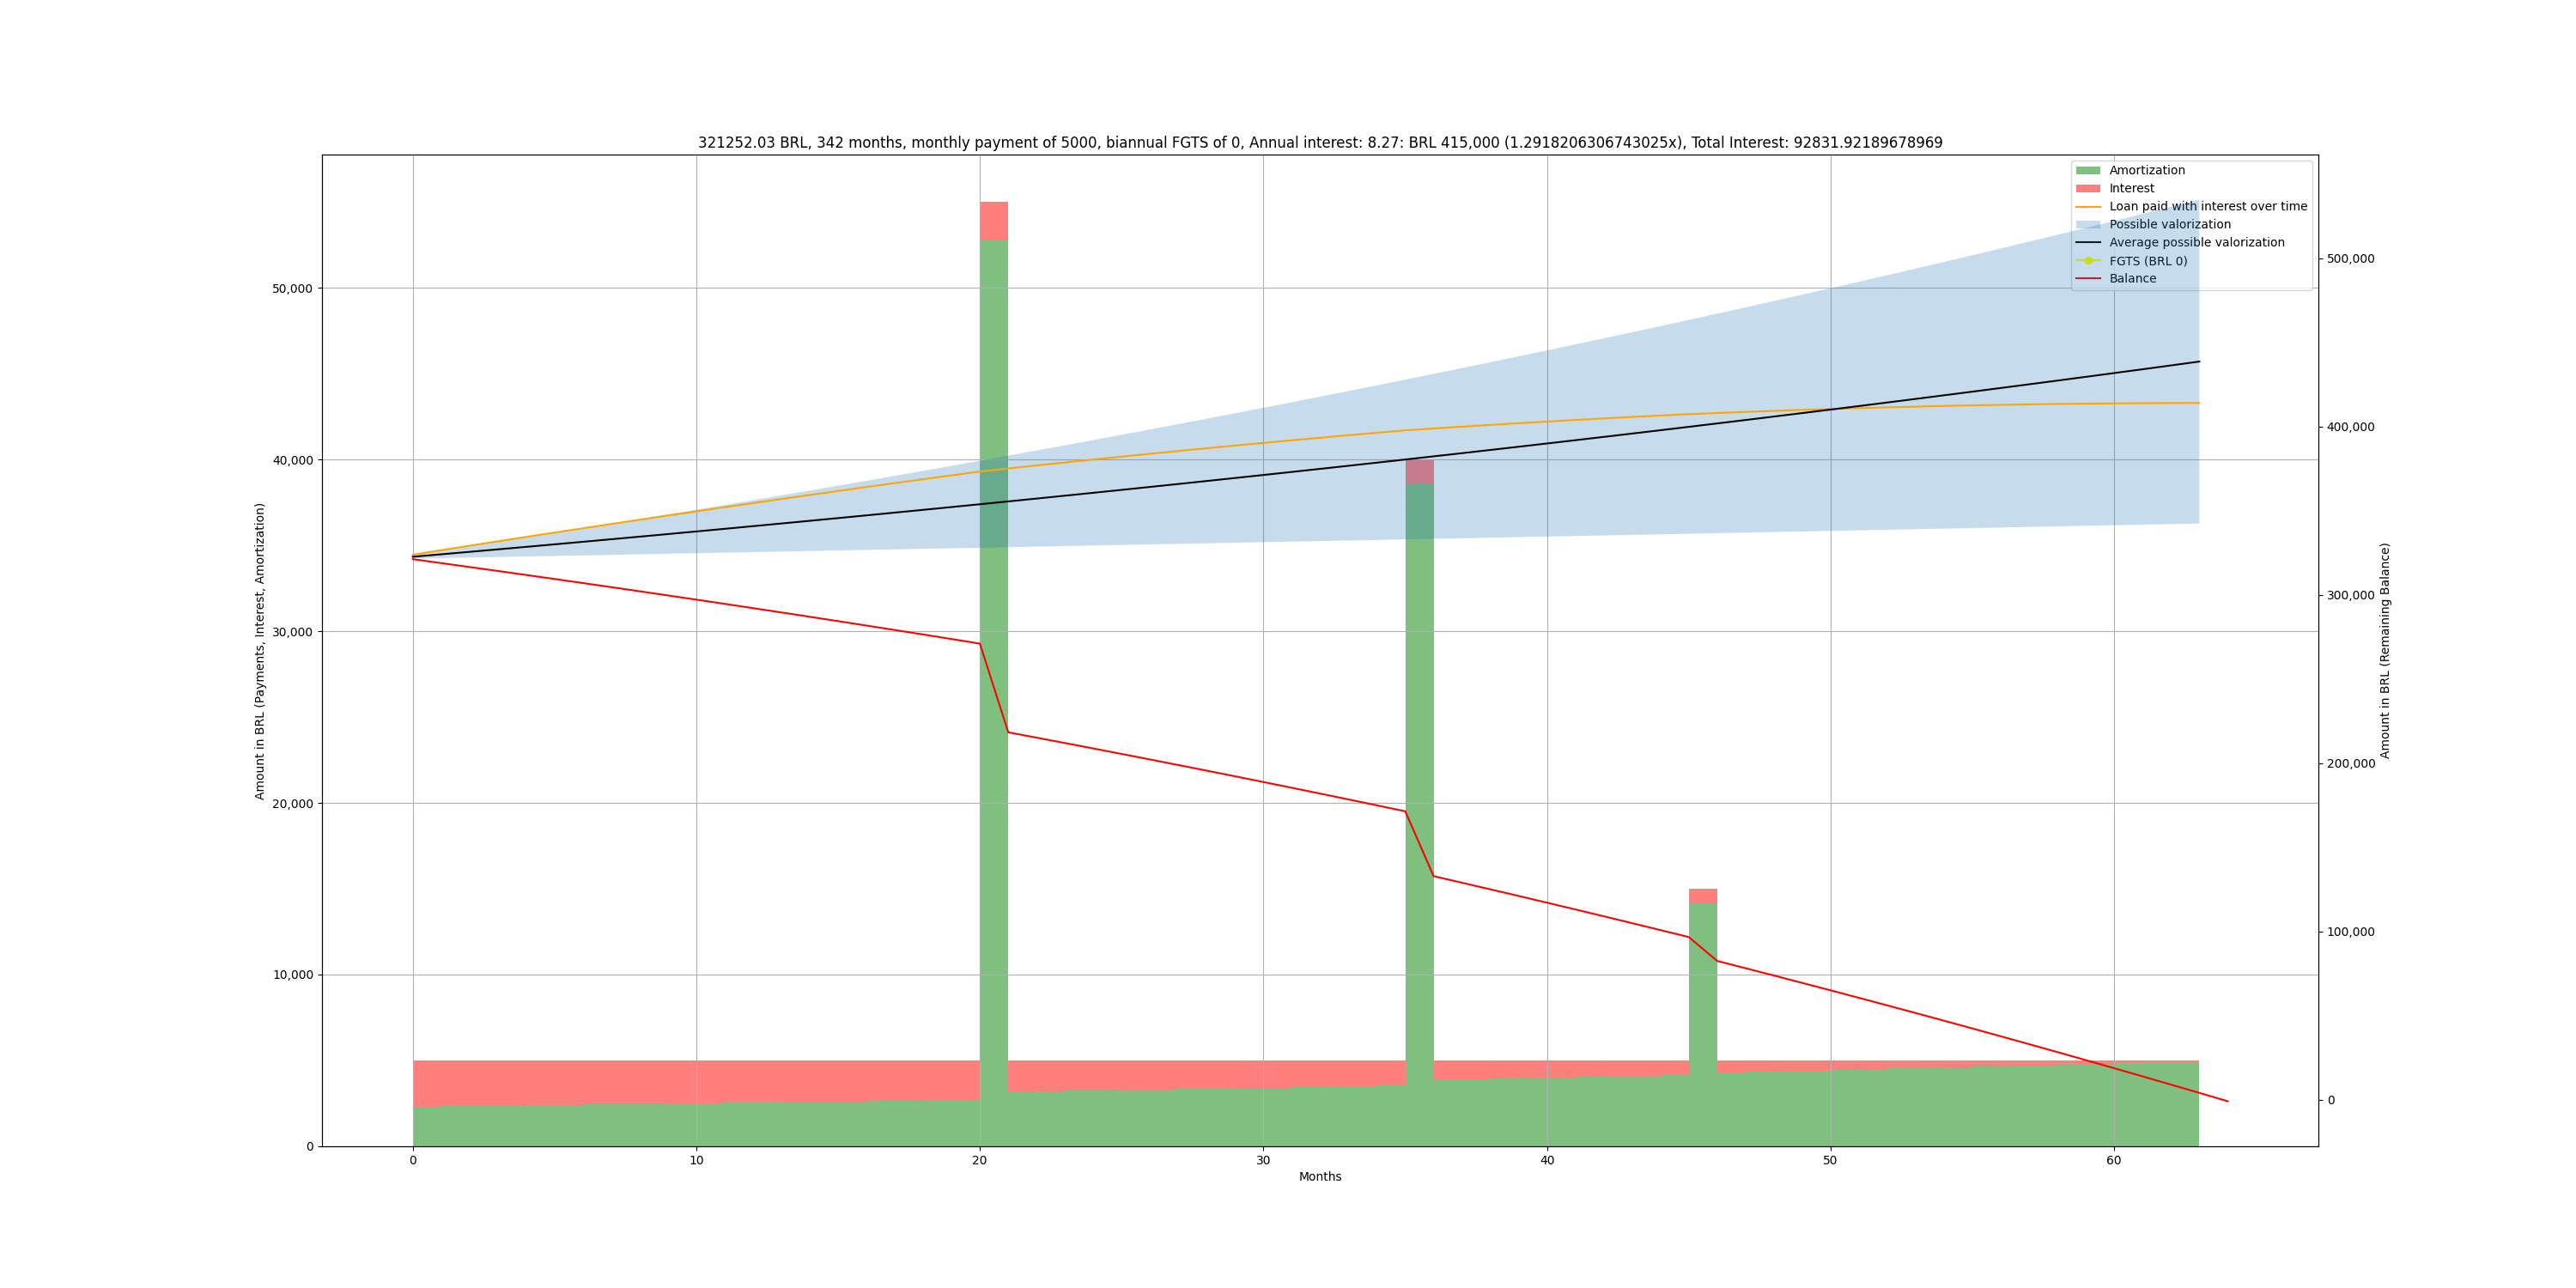 321252.03 BRL, 342 months, monthly payment of 5000, biannual FGTS of 0, Annual interest: 8.27: BRL 415,000 (1.2918206306743025x), Total Interest: 92831.92189678969
Amortization
Interest
Loan paid with interest over time
Possible valorization
Average possible valorization
FGTS (BRL 0)
Balance
Amount in BRL (Payments, Interest, Amortization)
50,000
40,000
30,000
20,000
10,000
0
500,000
400,000
300,000
200,000
100,000
0
Amount in BRL (Remaining Balance)
0 10 20 30 40 50 60
Months